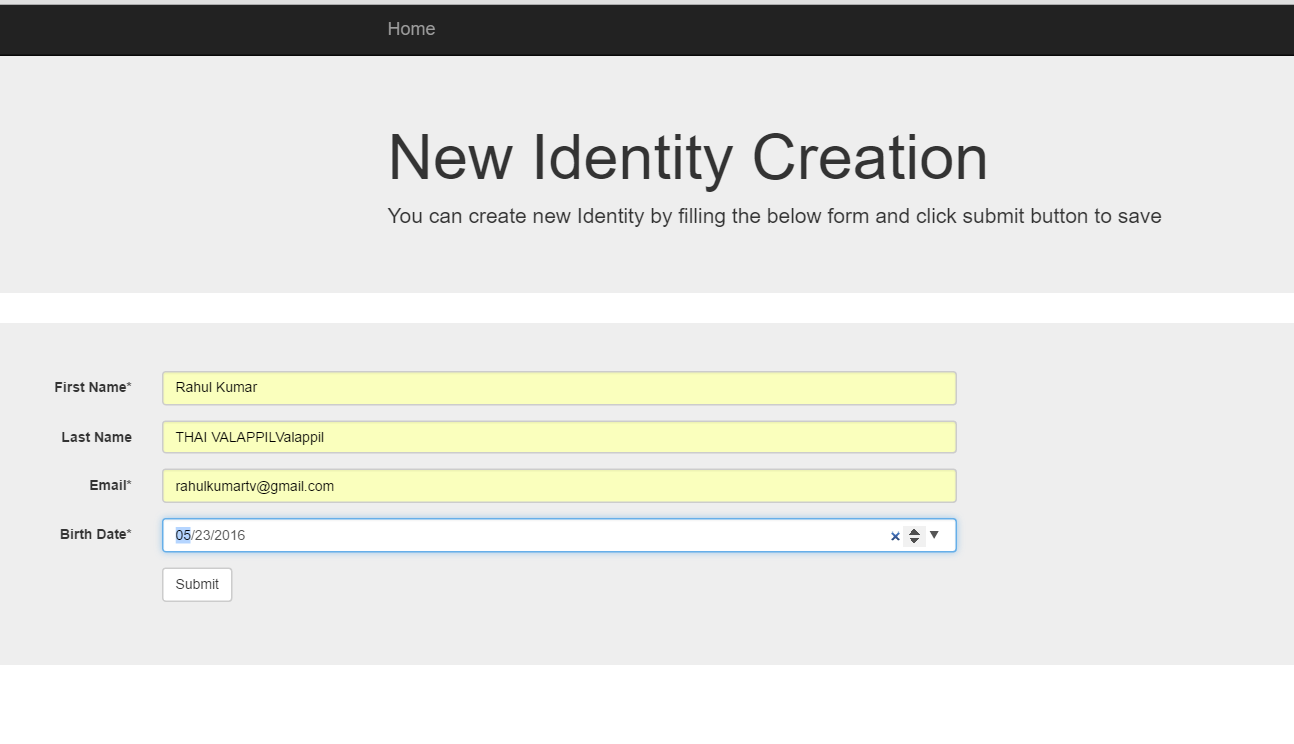 Home
New Identity Creation
You can create new Identity by filling the below form and click submit button to save
First Name* Rahul Kumar
Last Name THAI VALAPPILValappil
Email* rahulkumartv@gmail.com
Birth Date* 05/23/2016
Submit